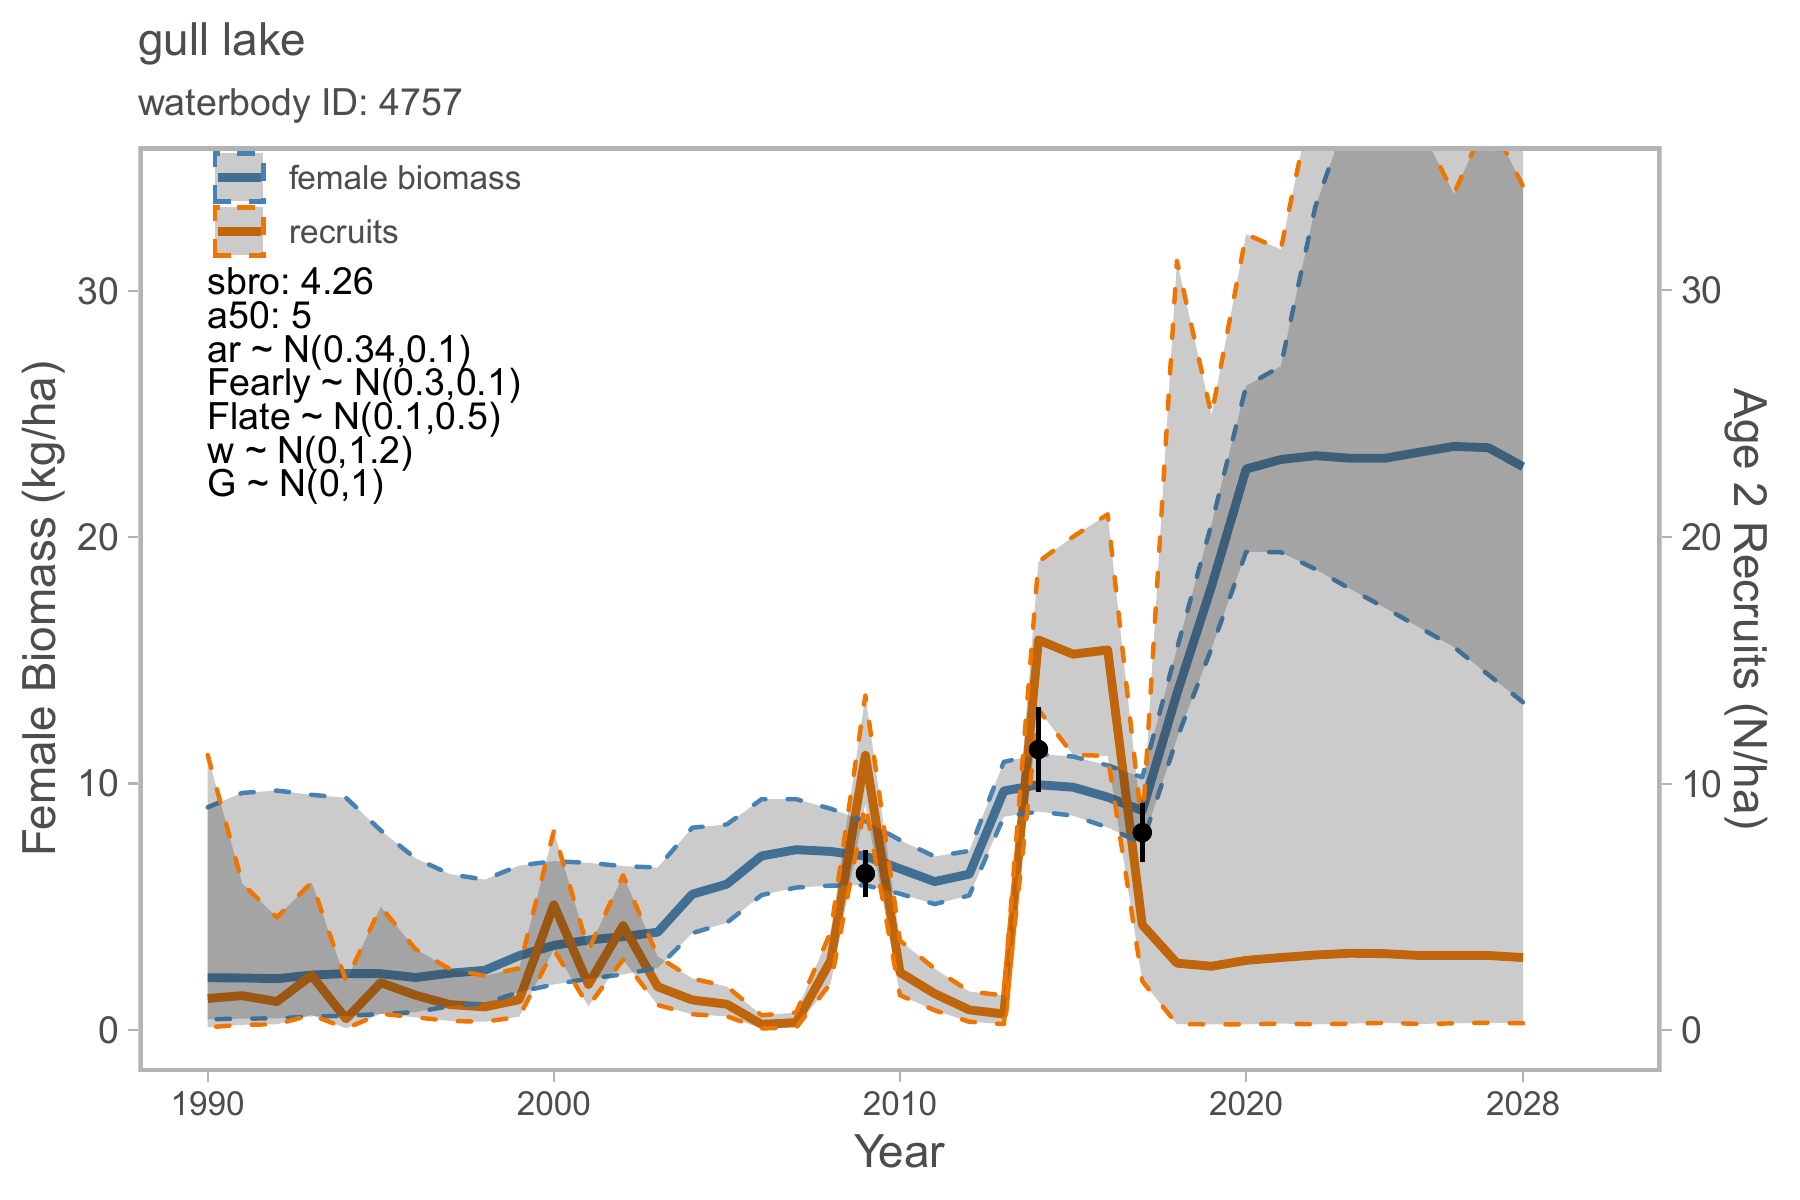 gull lake
waterbody ID: 4757
female biomass
recruits
sbro: 4.26
a50: 5
ar ~ N(0.34,0.1)
Fearly ~ N(0.3,0.1)
Flate ~ N(0.1,0.5)
w ~ N(0,1.2)
G ~ N(0,1)
Female Biomass (kg/ha)
30
20
10
0
30
20
10
0
Age 2 Recruits (N/ha)
1990
2000
2010
2020
2028
Year